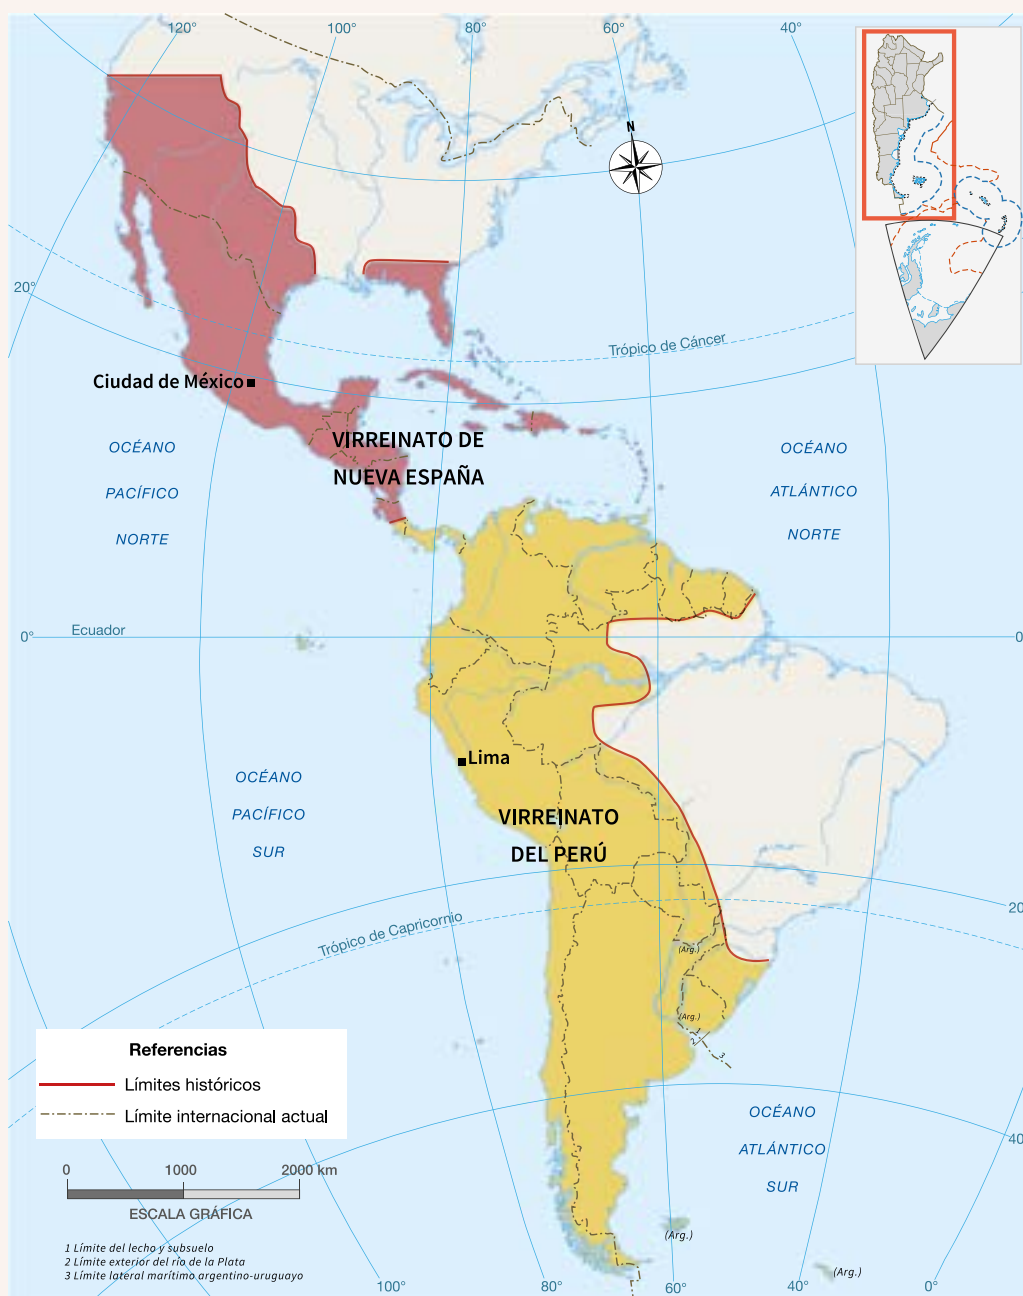 120°
100°
80°
60°
40°
N
20°
Trópico de Cáncer
Ciudad de México
VIRREINATO DE
NUEVA ESPAÑA
OCÉANO
PACÍFICO
NORTE
OCÉANO
ATLÁNTICO
NORTE
0°
Ecuador
0
Lima
OCÉANO
PACÍFICO
SUR
VIRREINATO
DEL PERÚ
20
Trópico de Capricornio
(Arg.)
(Arg.)
1
2
3
Referencias
Límites históricos
Límite internacional actual
OCÉANO
ATLÁNTICO
SUR
40
0
1000
2000 km
ESCALA GRÁFICA
(Arg.)
1 Límite del lecho y subsuelo
2 Límite exterior del río de la Plata
3 Límite lateral marítimo argentino-uruguayo
(Arg.)
100°
80°
60°
40°
0°